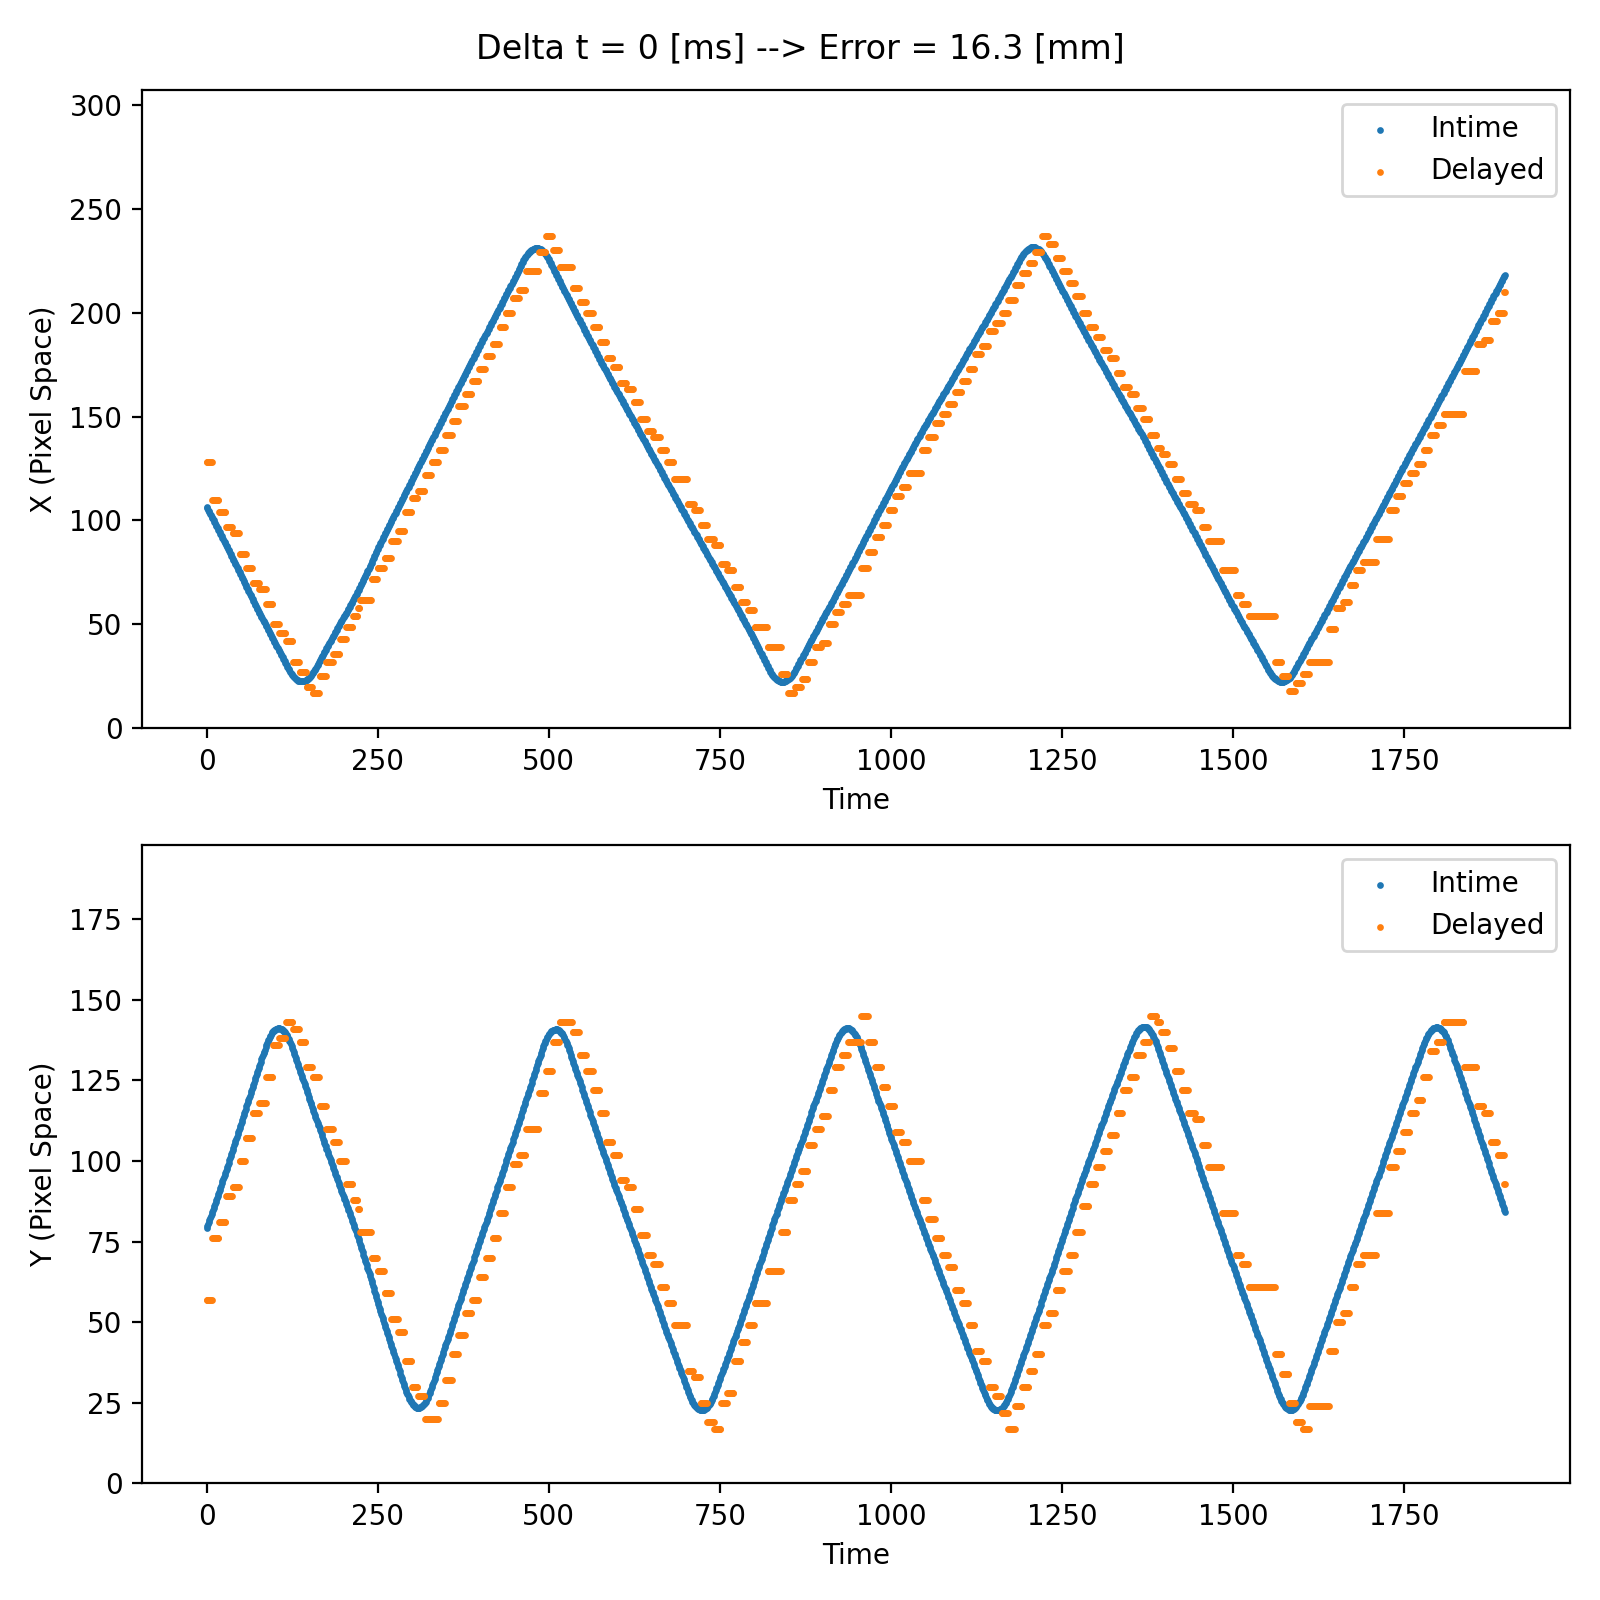 Delta t = 0 [ms] --> Error = 16.3 [mm]
300
250
200
150
100
50
0
X (Pixel Space)
Intime
Delayed
0 250 500 750 1000 1250 1500 1750
Time
175
150
125
100
75
50
25
0
Y (Pixel Space)
Intime
Delayed
0 250 500 750 1000 1250 1500 1750
Time